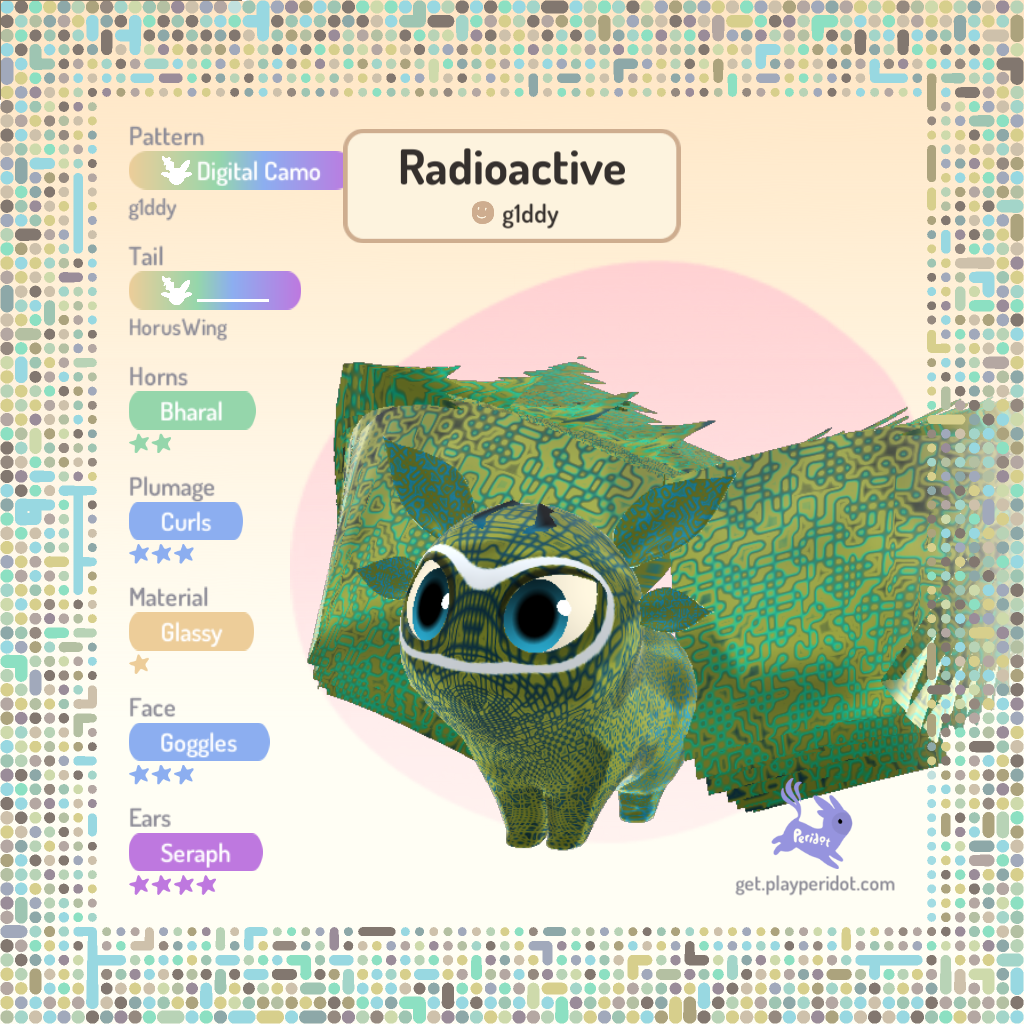 Radioactive
g1ddy
Pattern
Digital Camo
g1ddy
Tail
________
HorusWing
Horns
Bharal
Plumage
Curls
Material
Glassy
Face
Goggles
Ears
Seraph
Peridot
get.playperidot.com